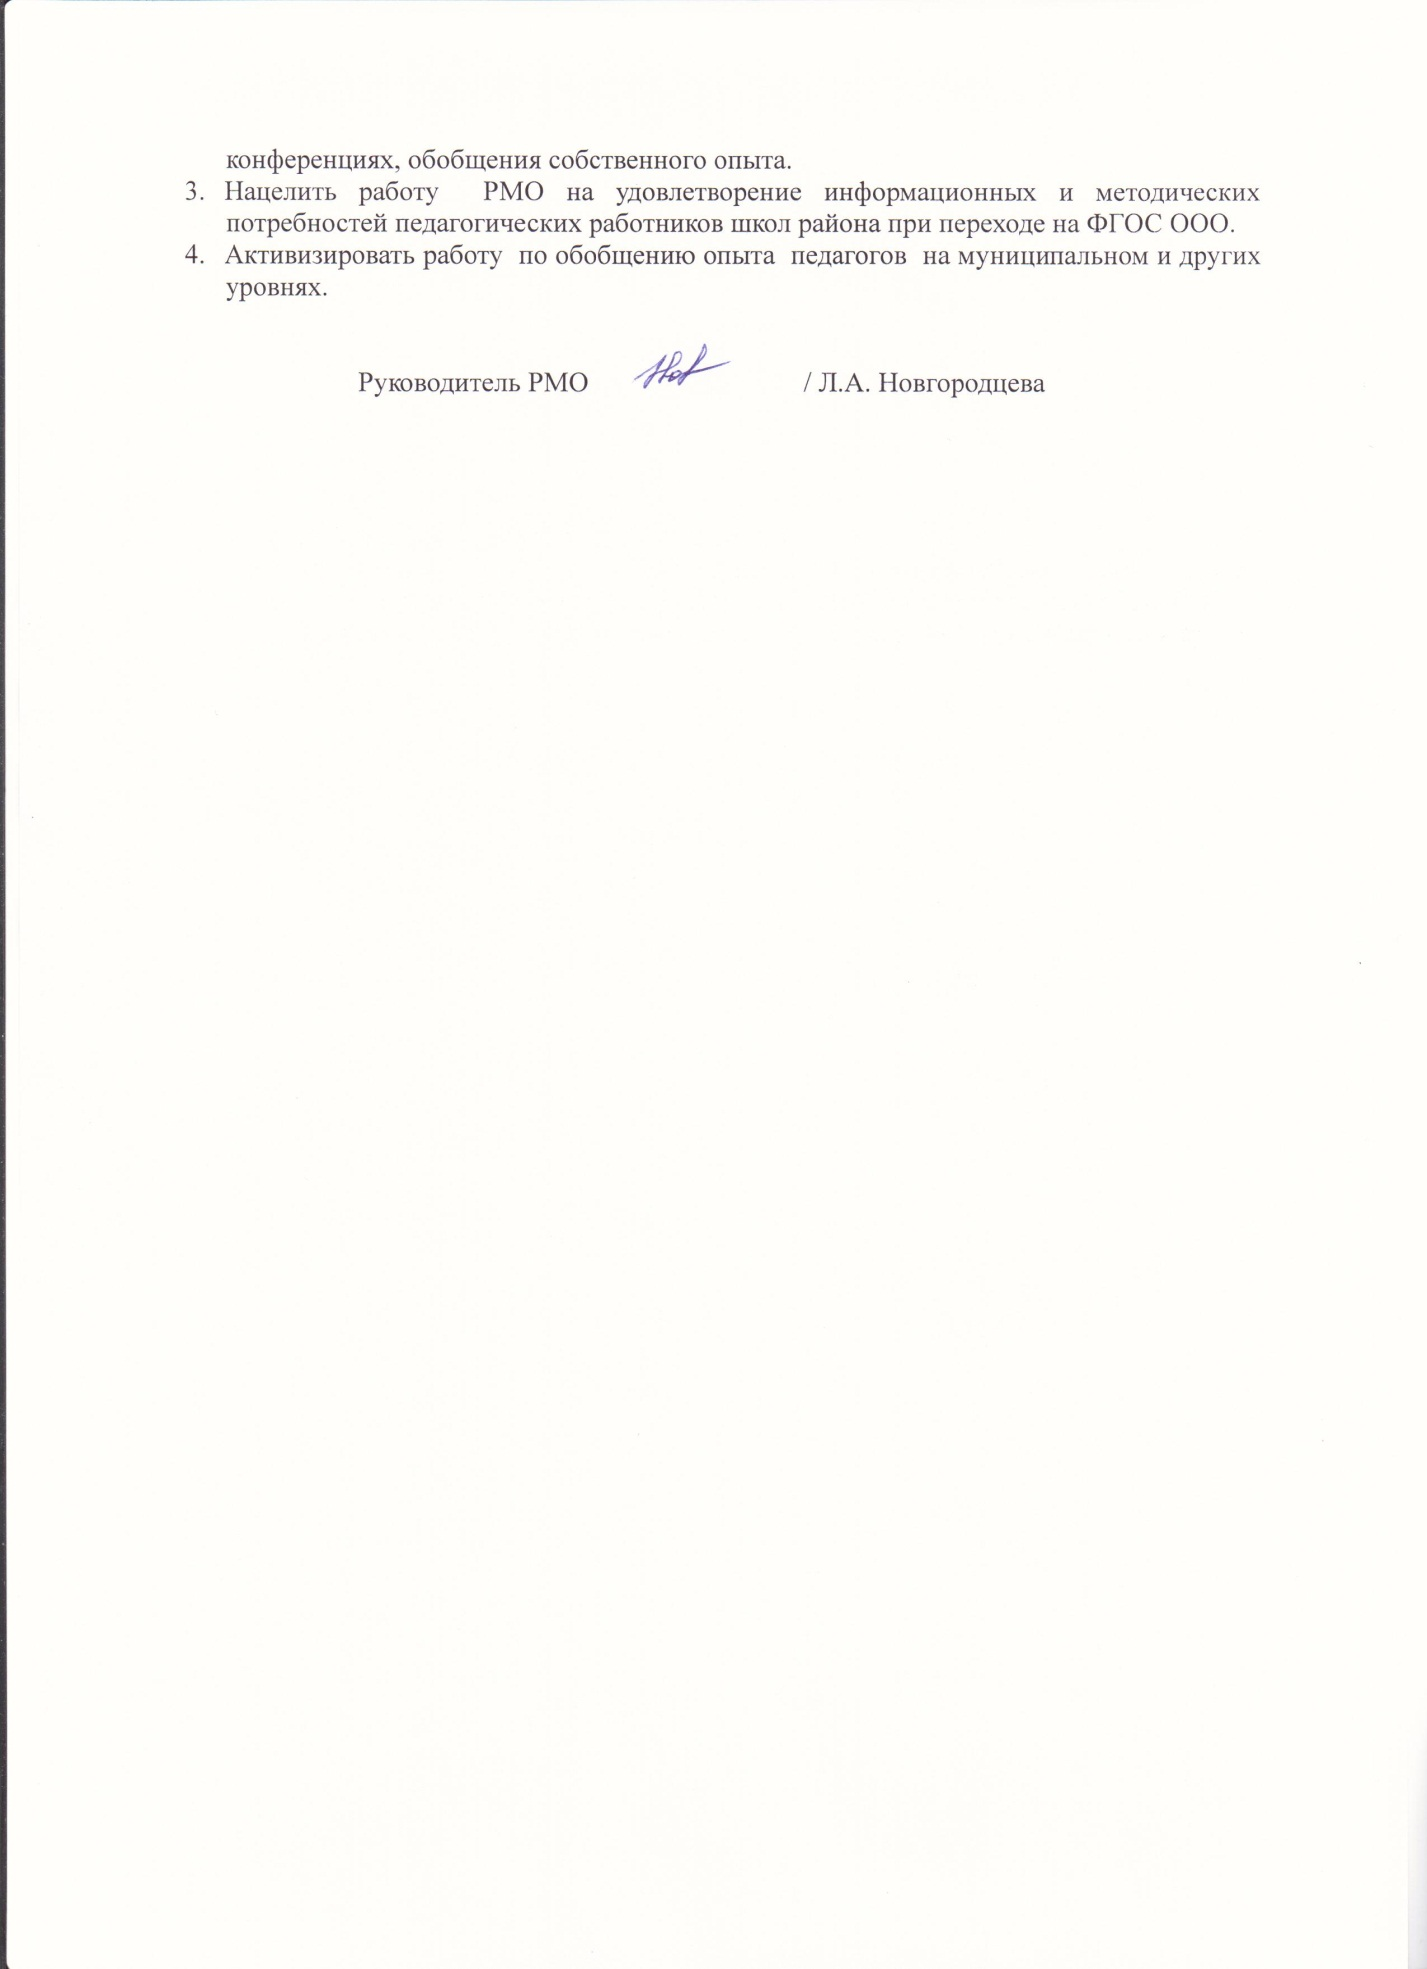 конференциях, обобщения собственного опыта.
3. Нацелить работу РМО на удовлетворение информационных и методических
потребностей педагогических работников школ района при переходе на ФГОС ООО.
4. Активизировать работу по обобщению опыта педагогов на муниципальном и других
уровнях.
Руководитель РМО / Л.А. Новгородцева